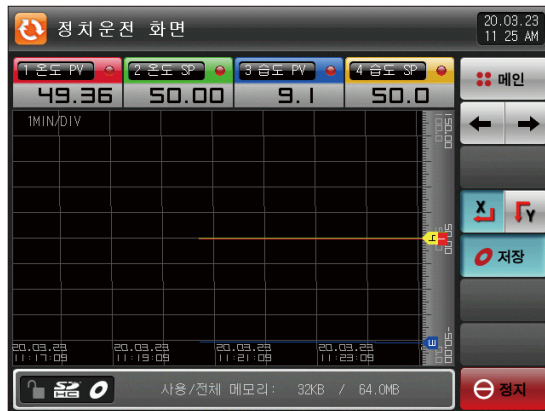 정치운전 화면
20.03.23
11 25 AM
1 온도 PV
2 온도 SP
3 습도 PV
4 습도 SP
49.36
50.00
9.1
50.0
메인
1MIN/DIV
X
Y
저장
20.03.23
11:17:09
20.03.23
11:19:09
20.03.23
11:21:09
20.03.23
11:23:09
사용/전체 메모리: 32KB / 64.0MB
정지